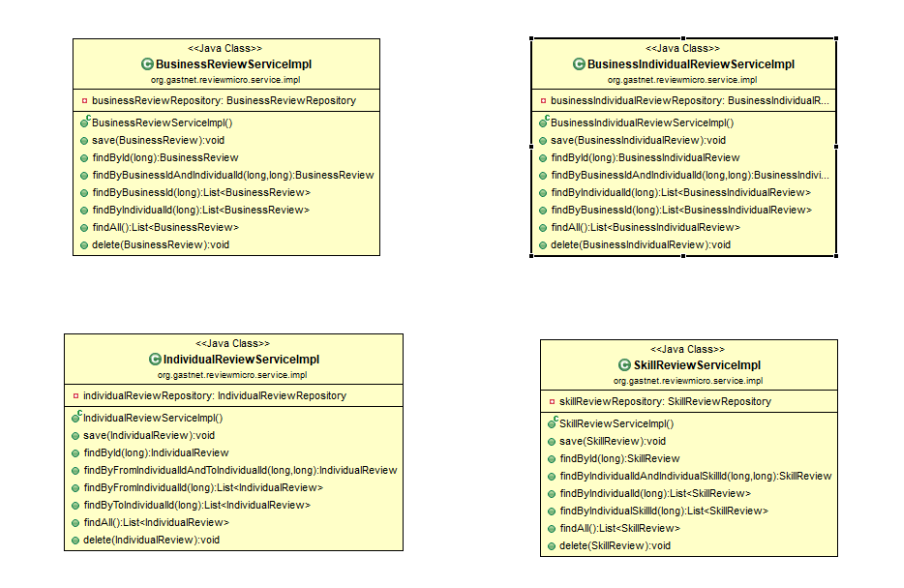 <<Java Class>>
BusinessReviewServiceImpl
org.gastnet.reviewmicro.service.impl
businessReviewRepository: BusinessReviewRepository
BusinessReviewServiceImpl()
save(BusinessReview):void
findById(long):BusinessReview
findByBusinessIdAndIndividualId(long,long):BusinessReview
findByBusinessId(long):List<BusinessReview>
findByIndividualId(long):List<BusinessReview>
findAll():List<BusinessReview>
delete(BusinessReview):void
<<Java Class>>
BusinessIndividualReviewServiceImpl
org.gastnet.reviewmicro.service.impl
businessIndividualReviewRepository: BusinessIndividualR...
BusinessIndividualReviewServiceImpl()
save(BusinessIndividualReview):void
findById(long):BusinessIndividualReview
findByBusinessIdAndIndividualId(long,long):BusinessIndivi...
findByIndividualId(long):List<BusinessIndividualReview>
findByBusinessId(long):List<BusinessIndividualReview>
findAll():List<BusinessIndividualReview>
delete(BusinessIndividualReview):void
<<Java Class>>
IndividualReviewServiceImpl
org.gastnet.reviewmicro.service.impl
individualReviewRepository: IndividualReviewRepository
IndividualReviewServiceImpl()
save(IndividualReview):void
findById(long):IndividualReview
findByFromIndividualIdAndToIndividualId(long,long):IndividualReview
findByFromIndividualId(long):List<IndividualReview>
findByToIndividualId(long):List<IndividualReview>
findAll():List<IndividualReview>
delete(IndividualReview):void
<<Java Class>>
SkillReviewServiceImpl
org.gastnet.reviewmicro.service.impl
skillReviewRepository: SkillReviewRepository
SkillReviewServiceImpl()
save(SkillReview):void
findById(long):SkillReview
findByIndividualIdAndIndividualSkillId(long,long):SkillReview
findByIndividualId(long):List<SkillReview>
findByIndividualSkillId(long):List<SkillReview>
findAll():List<SkillReview>
delete(SkillReview):void